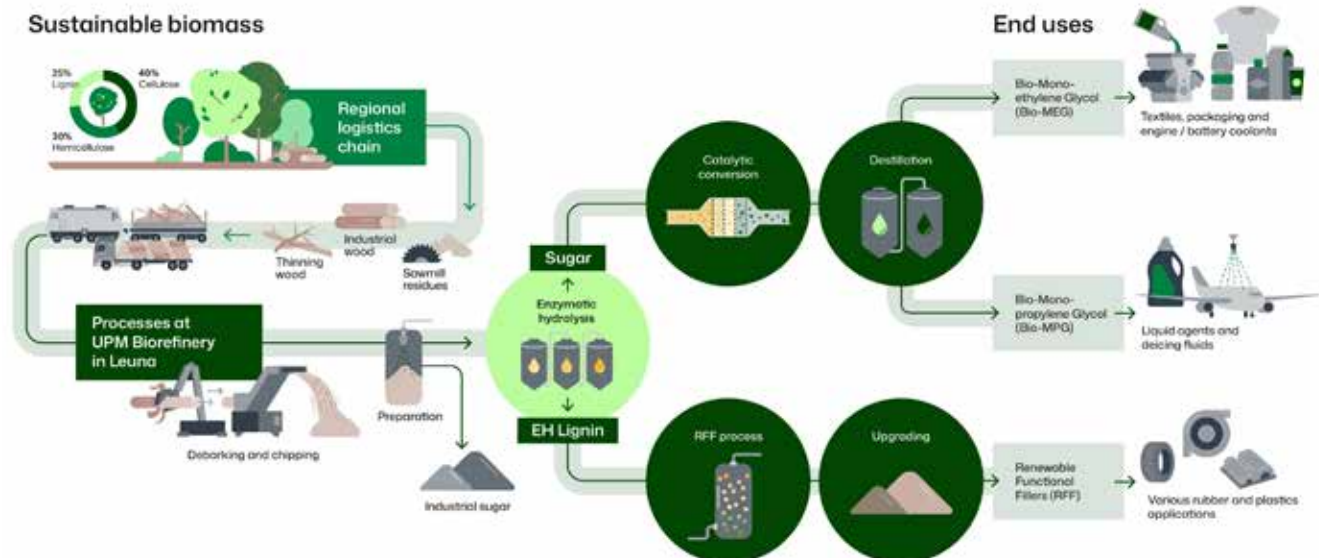 Sustainable biomass
25%
Lignin
40%
Cellulose
30%
Hemicellulose
Regional
logistics
chain
Thinning
wood
Industrial
wood
Sawmill
residues
Processes at
UPM Biorefinery
in Leuna
Debarking and chipping
Preparation
Industrial sugar
Sugar
Enzymatic
hydrolysis
EH Lignin
Catalytic
conversion
Destillation
RFF process
Upgrading
End uses
Bio-Mono-
ethylene Glycol
(Bio-MEG)
Textiles, packaging and
engine / battery coolants
Bio-Mono-
propylene Glycol
(Bio-MPG)
Liquid agents and
deicing fluids
Renewable
Functional
Fillers (RFF)
Various rubber and plastics
applications